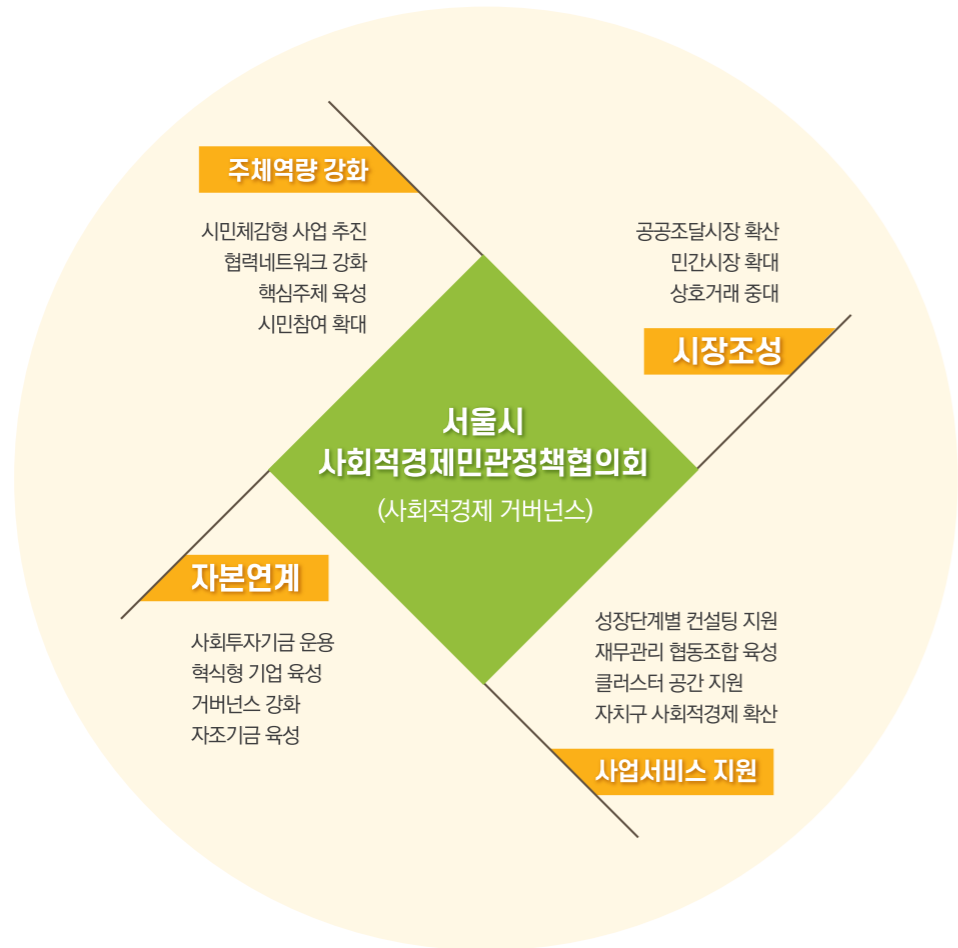 주체역량 강화
시민체감형 사업 추진
협력네트워크 강화
핵심주체 육성
시민참여 확대
공공조달시장 확산
민간시장 확대
상호거래 중대
시장조성
서울시
사회적경제민관정책협의회
(사회적경제 거버넌스)
자본연계
사회투자기금 운용
혁식형 기업 육성
거버넌스 강화
자조기금 육성
성장단계별 컨설팅 지원
재무관리 협동조합 육성
클러스터 공간 지원
자치구 사회적경제 확산
사업서비스 지원